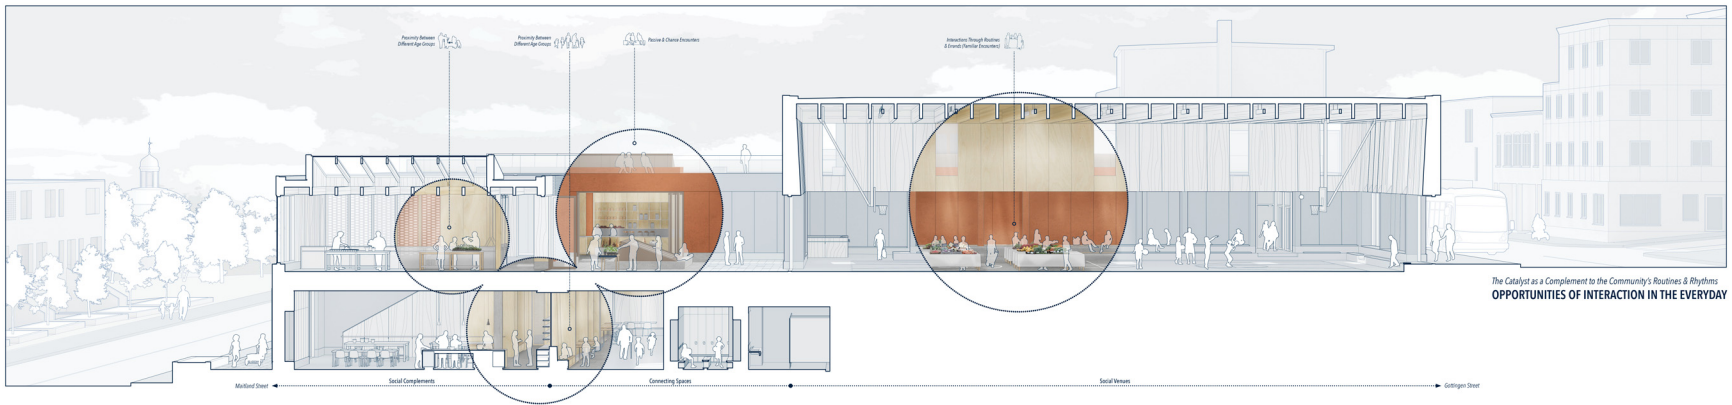 Proximity Between
Different Age Groups
Proximity Between
Different Age Groups
Passive & Chance Encounters
Interactions Through Routines
& Errands (Familiar Encounters)
The Catalyst as a Complement to the Community's Routines & Rhythms
OPPORTUNITIES OF INTERACTION IN THE EVERYDAY
Maitland Street
Social Complements
Connecting Spaces
Social Venues
Gottingen Street